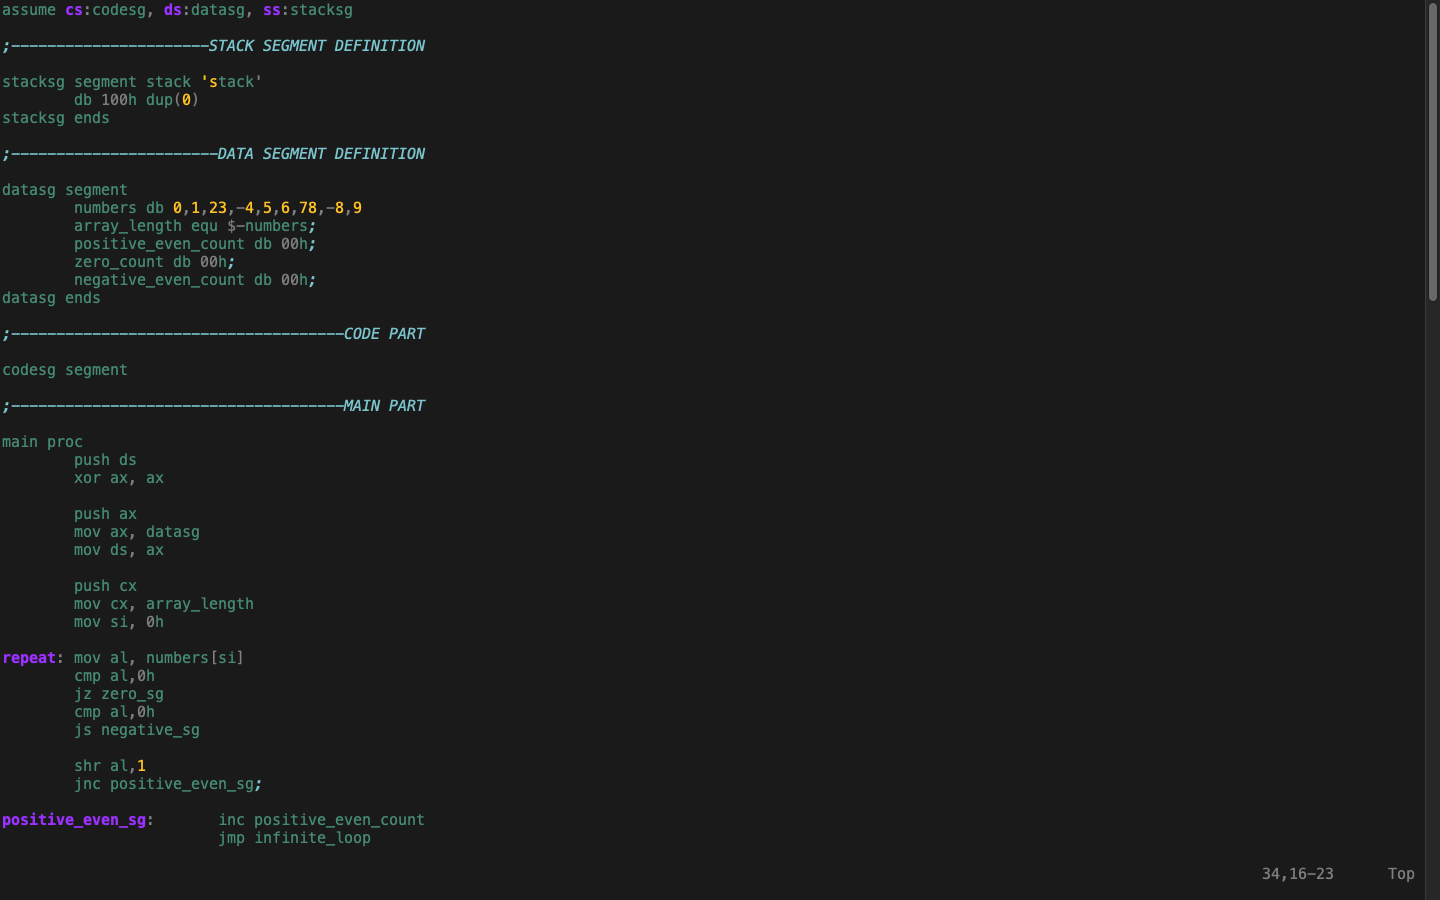 assume cs:codesg, ds:datasg, ss:stacksg
;----------------------STACK SEGMENT DEFINITION
stacksg segment stack 'stack'
db 100h dup(0)
stacksg ends
;-----------------------DATA SEGMENT DEFINITION
datasg segment
numbers db 0,1,23,-4,5,6,78,-8,9
array_length equ $-numbers;
positive_even_count db 00h;
zero_count db 00h;
negative_even_count db 00h;
datasg ends
;-------------------------------------CODE PART
codesg segment
;-------------------------------------MAIN PART
main proc
push ds
xor ax, ax
push ax
mov ax, datasg
mov ds, ax
push cx
mov cx, array_length
mov si, 0h
repeat: mov al, numbers[si]
cmp al,0h
jz zero_sg
cmp al,0h
js negative_sg
shr al,1
jnc positive_even_sg;
positive_even_sg: inc positive_even_count
jmp infinite_loop
34,16-23 Top